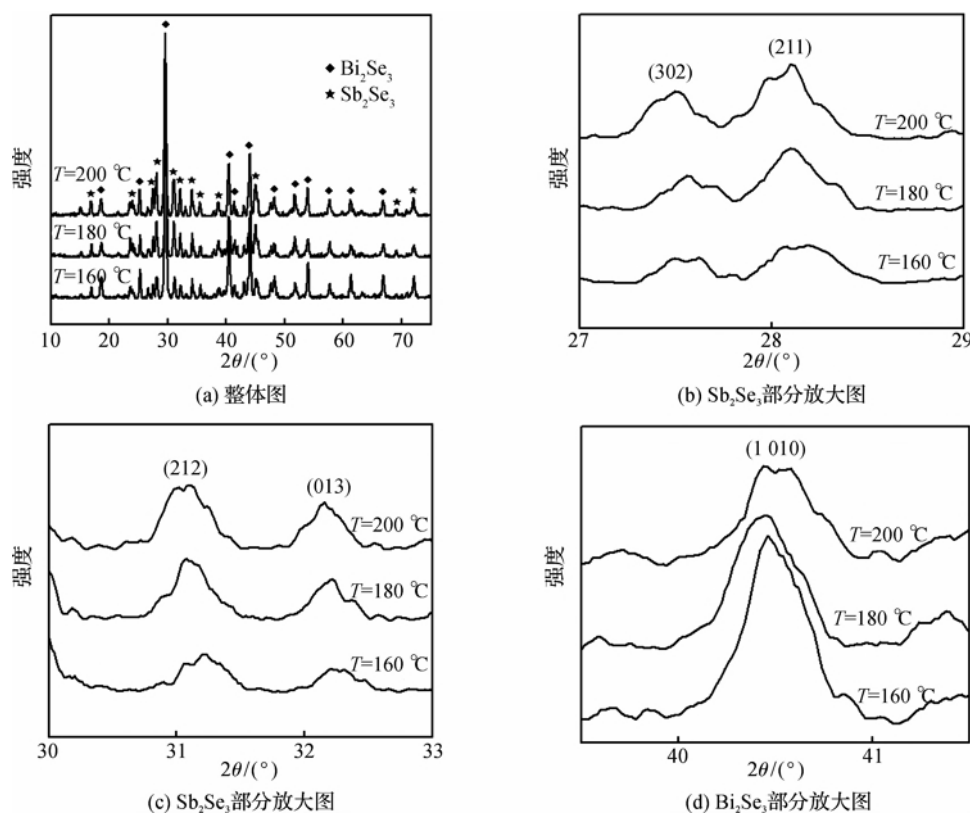 ◆ Bi₂Se₃
★ Sb₂Se₃
T=200 ℃
T=180 ℃
T=160 ℃
强度
10 20 30 40 50 60 70
2θ/(°)
(a) 整体图
(302)
(211)
T=200 ℃
T=180 ℃
T=160 ℃
强度
27 28 29
2θ/(°)
(b) Sb₂Se₃部分放大图
(212)
(013)
T=200 ℃
T=180 ℃
T=160 ℃
强度
30 31 32 33
2θ/(°)
(c) Sb₂Se₃部分放大图
(1 010)
T=200 ℃
T=180 ℃
T=160 ℃
强度
40 41
2θ/(°)
(d) Bi₂Se₃部分放大图